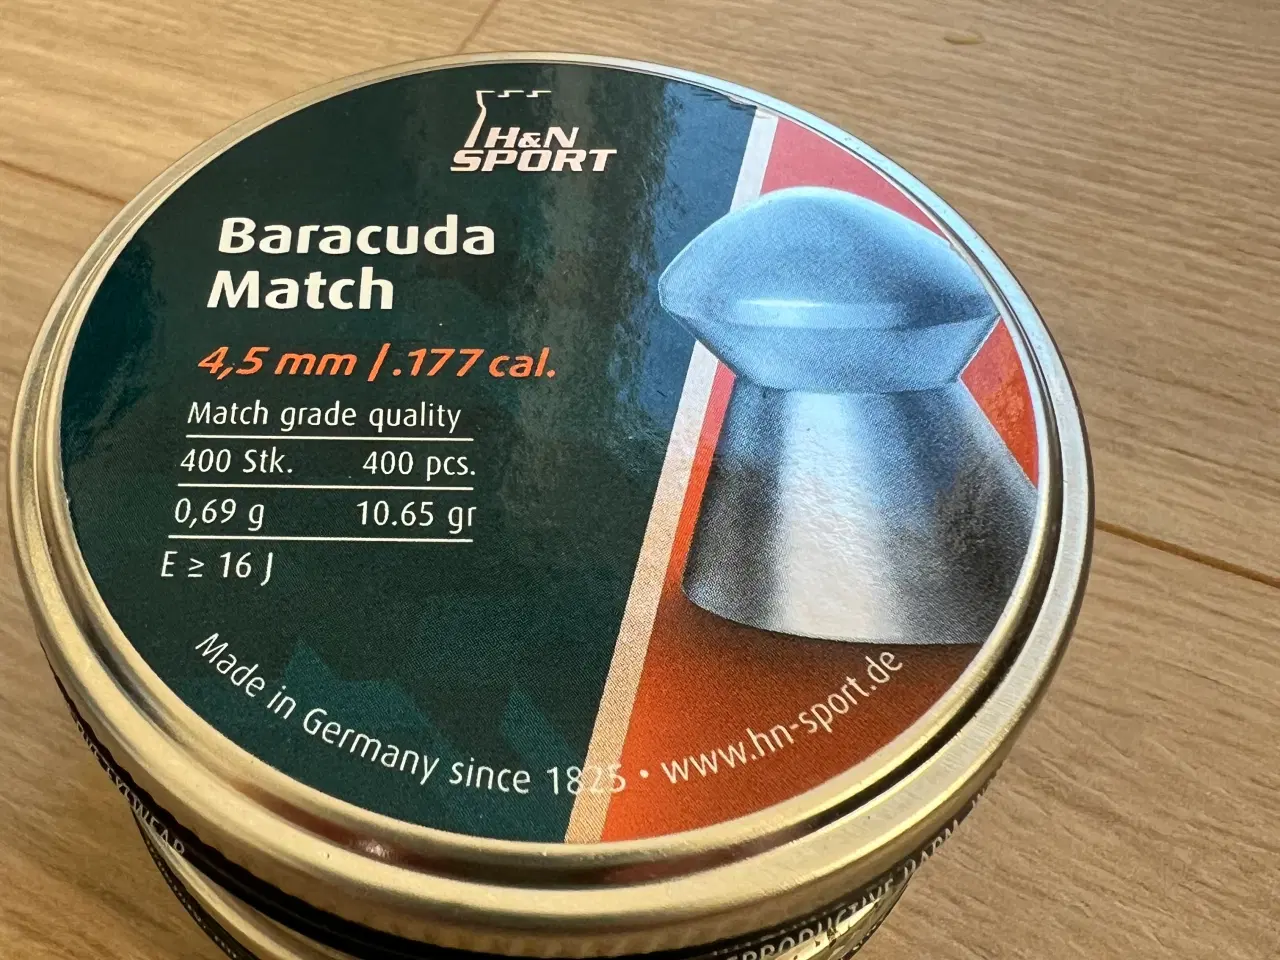 H&N
SPORT
Baracuda
Match
4,5 mm / .177 cal.
Match grade quality
400 Stk. 400 pcs.
0,69 g 10.65 gr
E ≥ 16 J
Made in Germany since 1825 • www.hn-sport.de